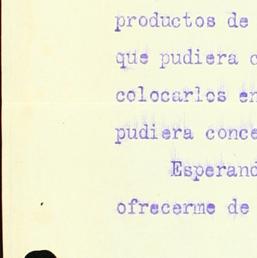 productos de
que pudiera
colocarlos en
pudiera conce
Esperand
ofrecerme de